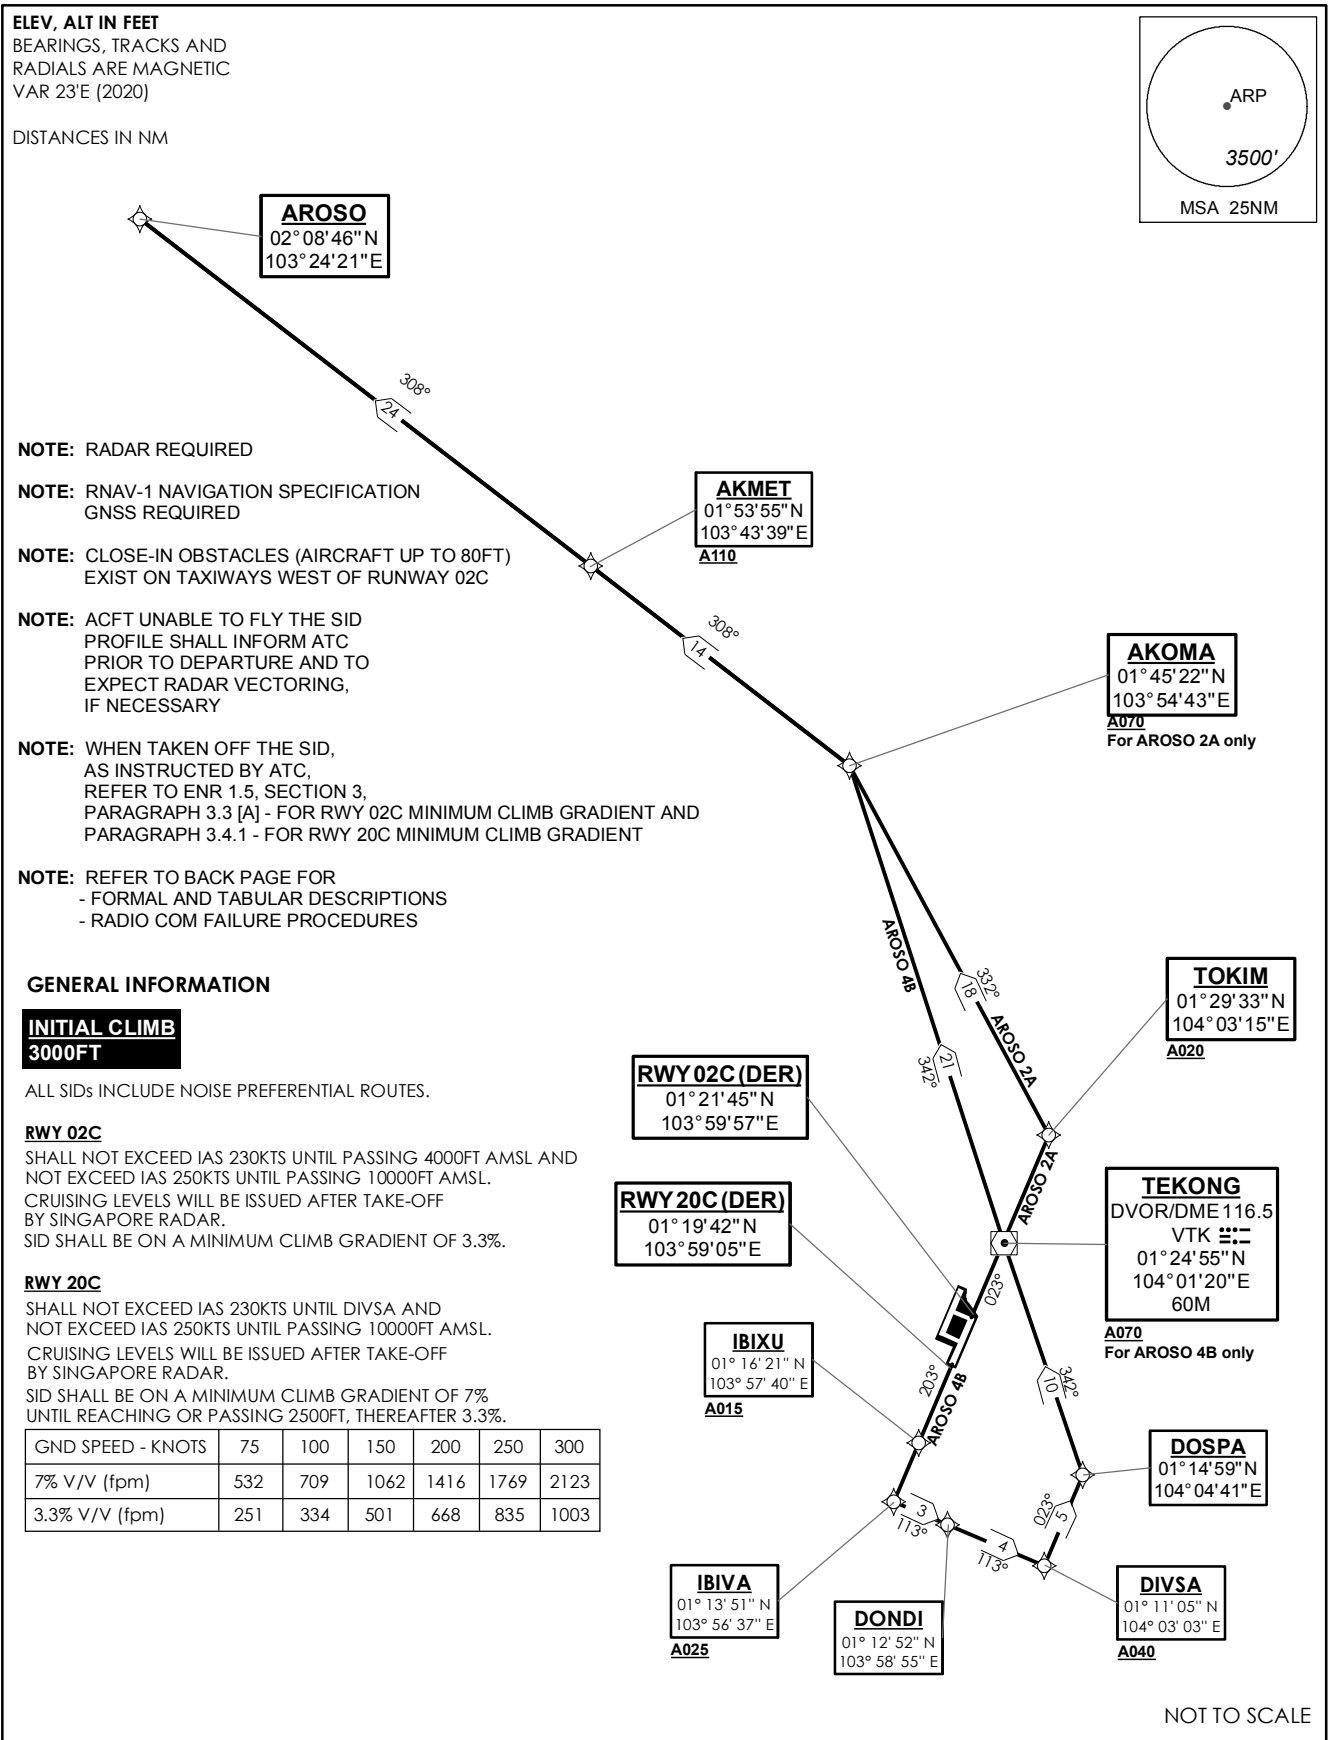 ELEV, ALT IN FEET
BEARINGS, TRACKS AND
RADIALS ARE MAGNETIC
VAR 23'E (2020)
DISTANCES IN NM
ARP
3500'
MSA 25NM
AROSO
02°08'46"N
103°24'21"E
308°
24
NOTE: RADAR REQUIRED
NOTE: RNAV-1 NAVIGATION SPECIFICATION
GNSS REQUIRED
NOTE: CLOSE-IN OBSTACLES (AIRCRAFT UP TO 80FT)
EXIST ON TAXIWAYS WEST OF RUNWAY 02C
NOTE: ACFT UNABLE TO FLY THE SID
PROFILE SHALL INFORM ATC
PRIOR TO DEPARTURE AND TO
EXPECT RADAR VECTORING,
IF NECESSARY
NOTE: WHEN TAKEN OFF THE SID,
AS INSTRUCTED BY ATC,
REFER TO ENR 1.5, SECTION 3,
PARAGRAPH 3.3 [A] - FOR RWY 02C MINIMUM CLIMB GRADIENT AND
PARAGRAPH 3.4.1 - FOR RWY 20C MINIMUM CLIMB GRADIENT
NOTE: REFER TO BACK PAGE FOR
- FORMAL AND TABULAR DESCRIPTIONS
- RADIO COM FAILURE PROCEDURES
AKMET
01°53'55"N
103°43'39"E
A110
308°
14
AKOMA
01°45'22"N
103°54'43"E
A070
For AROSO 2A only
AROSO 4B
332°
18
AROSO 2A
21
342°
TOKIM
01°29'33"N
104°03'15"E
A020
GENERAL INFORMATION
INITIAL CLIMB
3000FT
ALL SIDs INCLUDE NOISE PREFERENTIAL ROUTES.
RWY 02C
SHALL NOT EXCEED IAS 230KTS UNTIL PASSING 4000FT AMSL AND
NOT EXCEED IAS 250KTS UNTIL PASSING 10000FT AMSL.
CRUISING LEVELS WILL BE ISSUED AFTER TAKE-OFF
BY SINGAPORE RADAR.
SID SHALL BE ON A MINIMUM CLIMB GRADIENT OF 3.3%.
RWY 20C
SHALL NOT EXCEED IAS 230KTS UNTIL DIVSA AND
NOT EXCEED IAS 250KTS UNTIL PASSING 10000FT AMSL.
CRUISING LEVELS WILL BE ISSUED AFTER TAKE-OFF
BY SINGAPORE RADAR.
SID SHALL BE ON A MINIMUM CLIMB GRADIENT OF 7%
UNTIL REACHING OR PASSING 2500FT, THEREAFTER 3.3%.
GND SPEED - KNOTS 75 100 150 200 250 300
7% V/V (fpm) 532 709 1062 1416 1769 2123
3.3% V/V (fpm) 251 334 501 668 835 1003
RWY 02C (DER)
01°21'45"N
103°59'57"E
RWY 20C (DER)
01°19'42"N
103°59'05"E
AROSO 2A
TEKONG
DVOR/DME 116.5
VTK
01°24'55"N
104°01'20"E
60M
A070
For AROSO 4B only
023°
203°
AROSO 4B
IBIXU
01° 16' 21" N
103° 57' 40" E
A015
342°
10
DOSPA
01°14'59"N
104°04'41"E
3
113°
4
113°
023°
5
IBIVA
01° 13' 51" N
103° 56' 37" E
A025
DONDI
01° 12' 52" N
103° 58' 55" E
DIVSA
01° 11' 05" N
104° 03' 03" E
A040
NOT TO SCALE